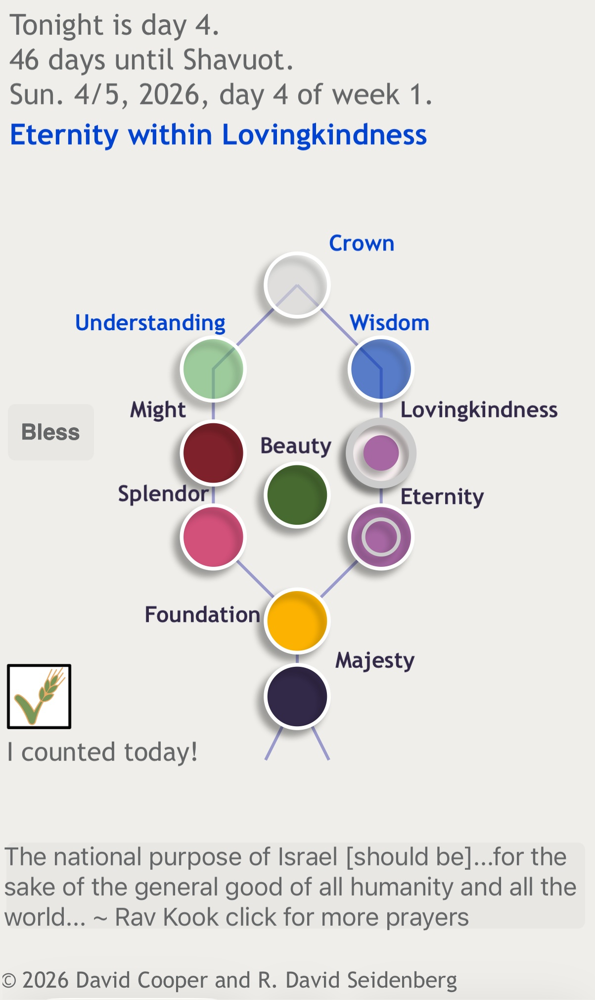 Tonight is day 4.
46 days until Shavuot.
Sun. 4/5, 2026, day 4 of week 1.
Eternity within Lovingkindness
Crown
Understanding
Wisdom
Might
Lovingkindness
Bless
Beauty
Splendor
Eternity
Foundation
Majesty
I counted today!
The national purpose of Israel [should be]...for the
sake of the general good of all humanity and all the
world... ~ Rav Kook click for more prayers
© 2026 David Cooper and R. David Seidenberg